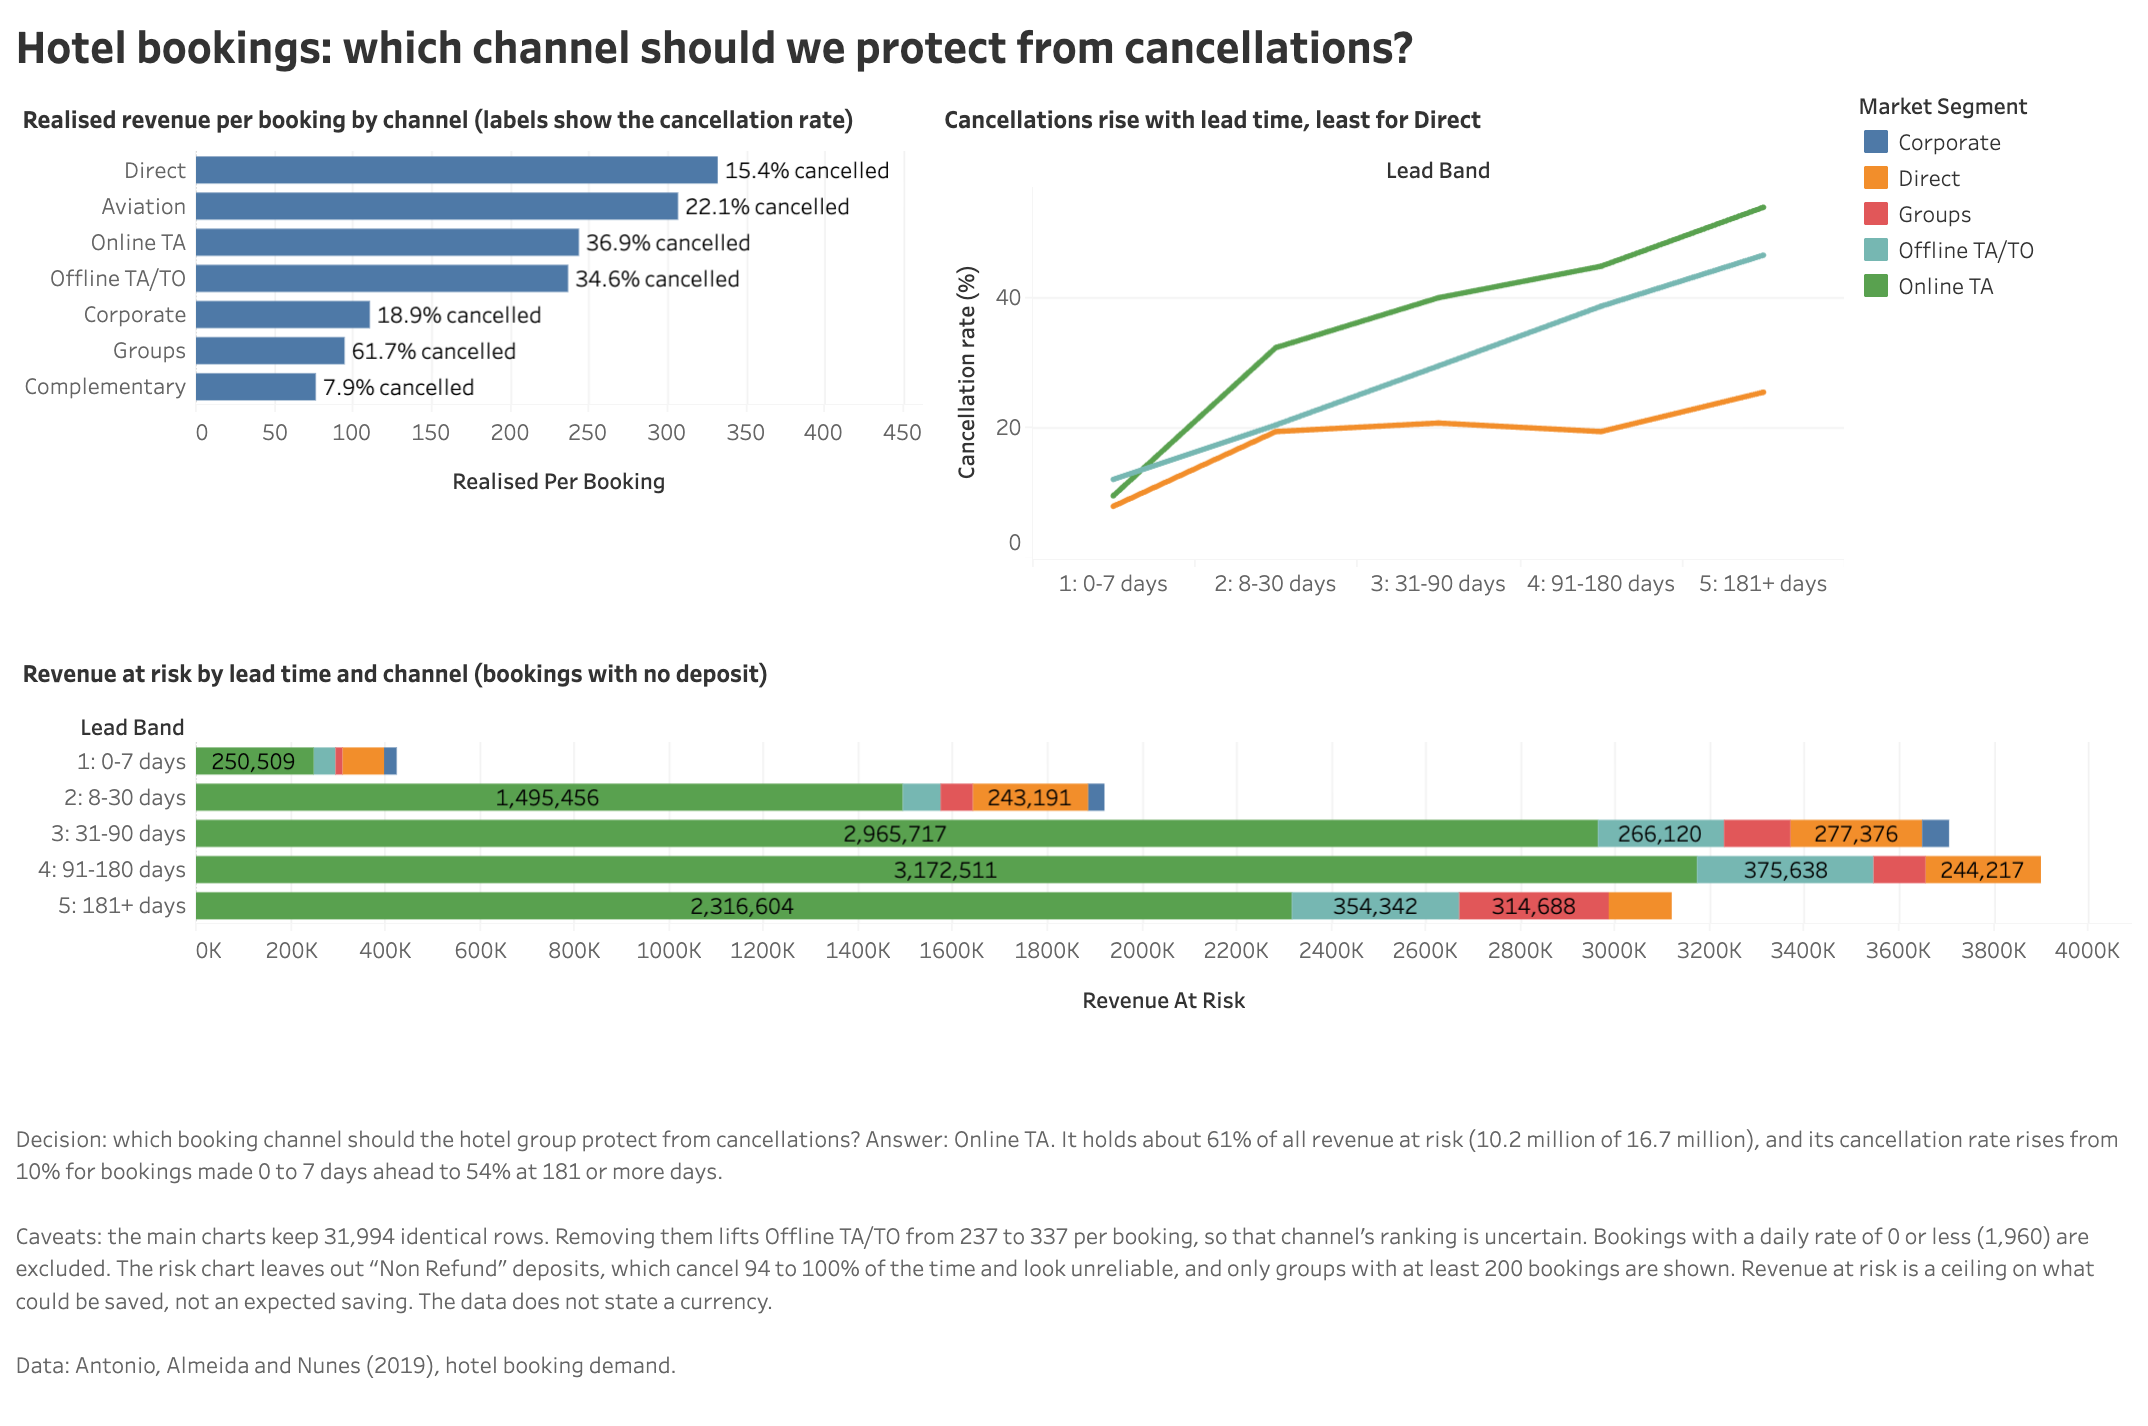 Hotel bookings: which channel should we protect from cancellations?
Realised revenue per booking by channel (labels show the cancellation rate)
Direct
15.4% cancelled
Aviation
22.1% cancelled
Online TA
36.9% cancelled
Offline TA/TO
34.6% cancelled
Corporate
18.9% cancelled
Groups
61.7% cancelled
Complementary
7.9% cancelled
0 50 100 150 200 250 300 350 400 450
Realised Per Booking
Cancellations rise with lead time, least for Direct
Lead Band
Cancellation rate (%)
40
20
0
1: 0-7 days 2: 8-30 days 3: 31-90 days 4: 91-180 days 5: 181+ days
Market Segment
Corporate
Direct
Groups
Offline TA/TO
Online TA
Revenue at risk by lead time and channel (bookings with no deposit)
Lead Band
1: 0-7 days 250,509
2: 8-30 days 1,495,456 243,191
3: 31-90 days 2,965,717 266,120 277,376
4: 91-180 days 3,172,511 375,638 244,217
5: 181+ days 2,316,604 354,342 314,688
0K 200K 400K 600K 800K 1000K 1200K 1400K 1600K 1800K 2000K 2200K 2400K 2600K 2800K 3000K 3200K 3400K 3600K 3800K 4000K
Revenue At Risk
Decision: which booking channel should the hotel group protect from cancellations? Answer: Online TA. It holds about 61% of all revenue at risk (10.2 million of 16.7 million), and its cancellation rate rises from
10% for bookings made 0 to 7 days ahead to 54% at 181 or more days.
Caveats: the main charts keep 31,994 identical rows. Removing them lifts Offline TA/TO from 237 to 337 per booking, so that channel’s ranking is uncertain. Bookings with a daily rate of 0 or less (1,960) are
excluded. The risk chart leaves out “Non Refund” deposits, which cancel 94 to 100% of the time and look unreliable, and only groups with at least 200 bookings are shown. Revenue at risk is a ceiling on what
could be saved, not an expected saving. The data does not state a currency.
Data: Antonio, Almeida and Nunes (2019), hotel booking demand.